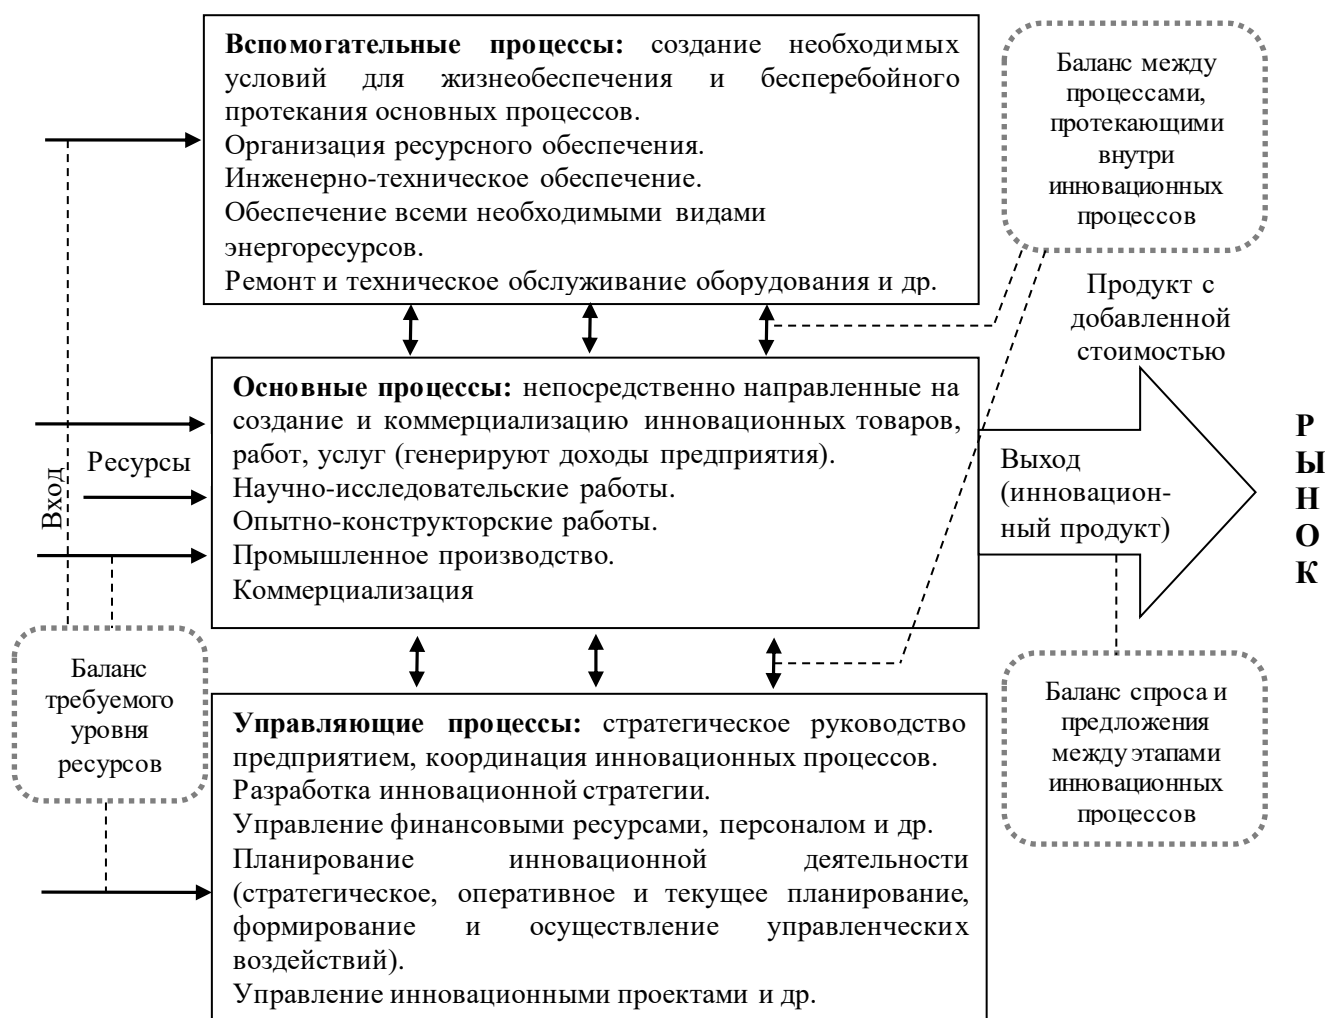 Вспомогательные процессы: создание необходимых
условий для жизнеобеспечения и бесперебойного
протекания основных процессов.
Организация ресурсного обеспечения.
Инженерно-техническое обеспечение.
Обеспечение всеми необходимыми видами
энергоресурсов.
Ремонт и техническое обслуживание оборудования и др.
Баланс между
процессами,
протекающими
внутри
инновационных
процессов
Продукт с
добавленной
стоимостью
Вход
Ресурсы
Основные процессы: непосредственно направленные на
создание и коммерциализацию инновационных товаров,
работ, услуг (генерируют доходы предприятия).
Научно-исследовательские работы.
Опытно-конструкторские работы.
Промышленное производство.
Коммерциализация
Выход
(инновацион-
ный продукт)
Р
Ы
Н
О
К
Баланс
требуемого
уровня
ресурсов
Управляющие процессы: стратегическое руководство
предприятием, координация инновационных процессов.
Разработка инновационной стратегии.
Управление финансовыми ресурсами, персоналом и др.
Планирование инновационной деятельности
(стратегическое, оперативное и текущее планирование,
формирование и осуществление управленческих
воздействий).
Управление инновационными проектами и др.
Баланс спроса и
предложения
между этапами
инновационных
процессов